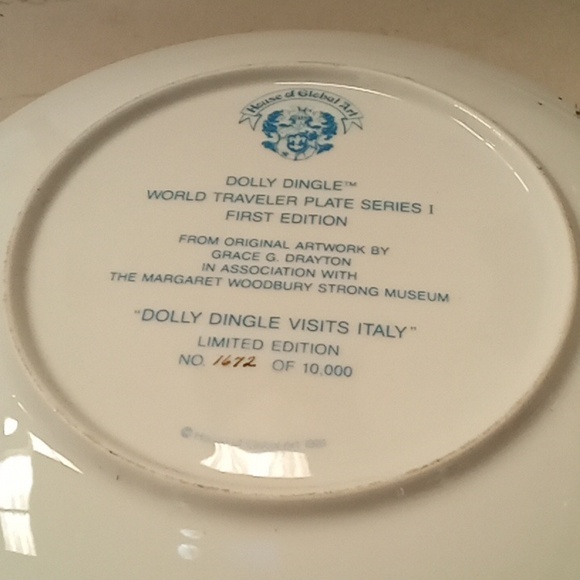 House of Global Art
DOLLY DINGLE™
WORLD TRAVELER PLATE SERIES I
FIRST EDITION
FROM ORIGINAL ARTWORK BY
GRACE G. DRAYTON
IN ASSOCIATION WITH
THE MARGARET WOODBURY STRONG MUSEUM
"DOLLY DINGLE VISITS ITALY"
LIMITED EDITION
NO. 1672 OF 10,000
©